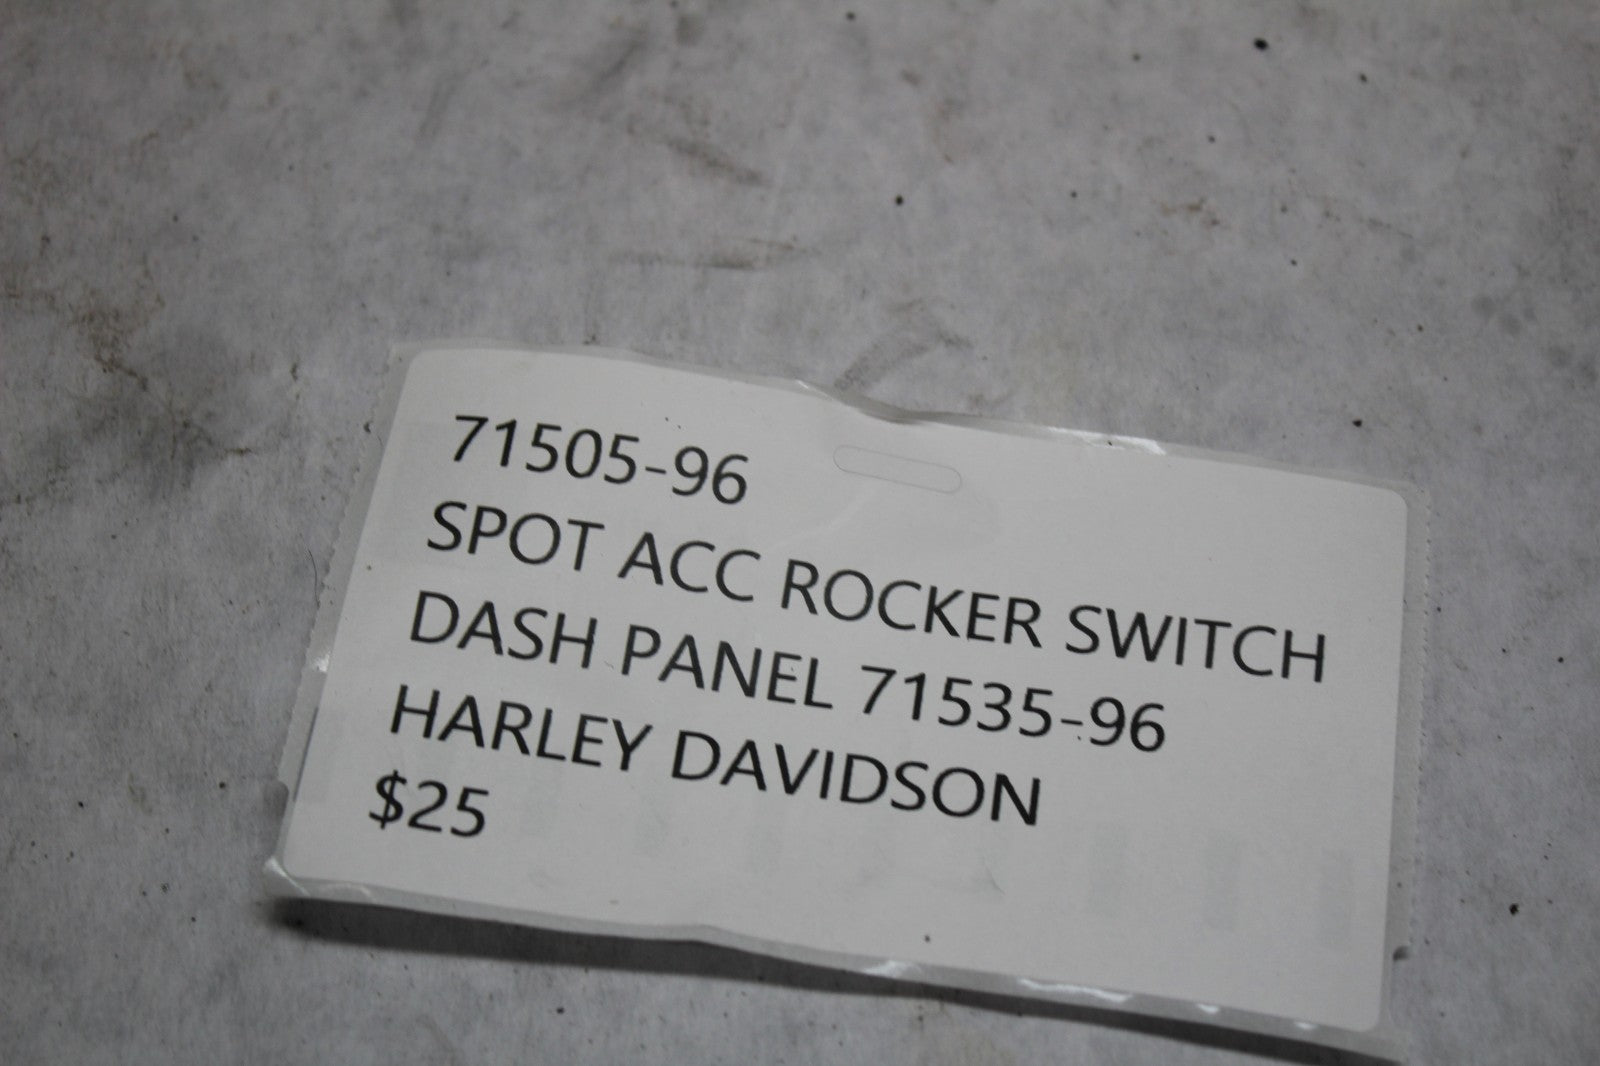 71505-96
SPOT ACC ROCKER SWITCH
DASH PANEL 71535-96
HARLEY DAVIDSON
$25